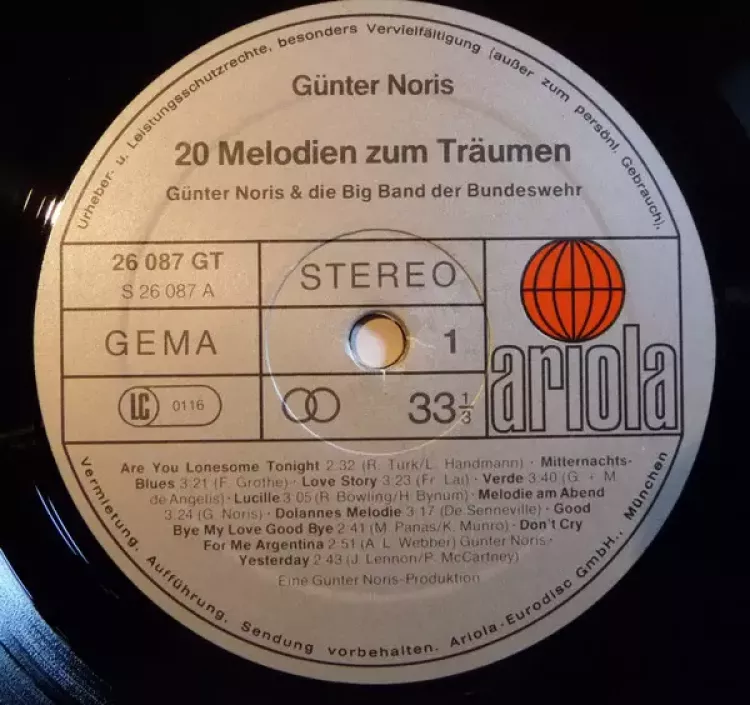 Urheber- u. Leistungsschutzrechte, besonders Vervielfältigung (außer zum persönl. Gebrauch),
Günter Noris
20 Melodien zum Träumen
Günter Noris & die Big Band der Bundeswehr
26 087 GT
S 26 087 A
STEREO
GEMA
1
LC 0116
33 1/3
ariola
Are You Lonesome Tonight 2:32 (R. Turk/L. Handmann) · Mitternachts-
Blues 3:21 (F. Grothe) · Love Story 3:23 (Fr. Lai) · Verde 3:40 (G. + M.
de Angelis) · Lucille 3:05 (R. Bowling/H. Bynum) · Melodie am Abend
3:24 (G. Noris) · Dolannes Melodie 3:17 (De Senneville) · Good
Bye My Love Good Bye 2:41 (M. Panas/K. Munro) · Don't Cry
For Me Argentina 2:51 (A. L. Webber) Günter Noris ·
Yesterday 2:43 (J. Lennon/P. McCartney)
Eine Günter Noris-Produktion
Vermietung, Aufführung, Sendung vorbehalten. Ariola-Eurodisc GmbH., München